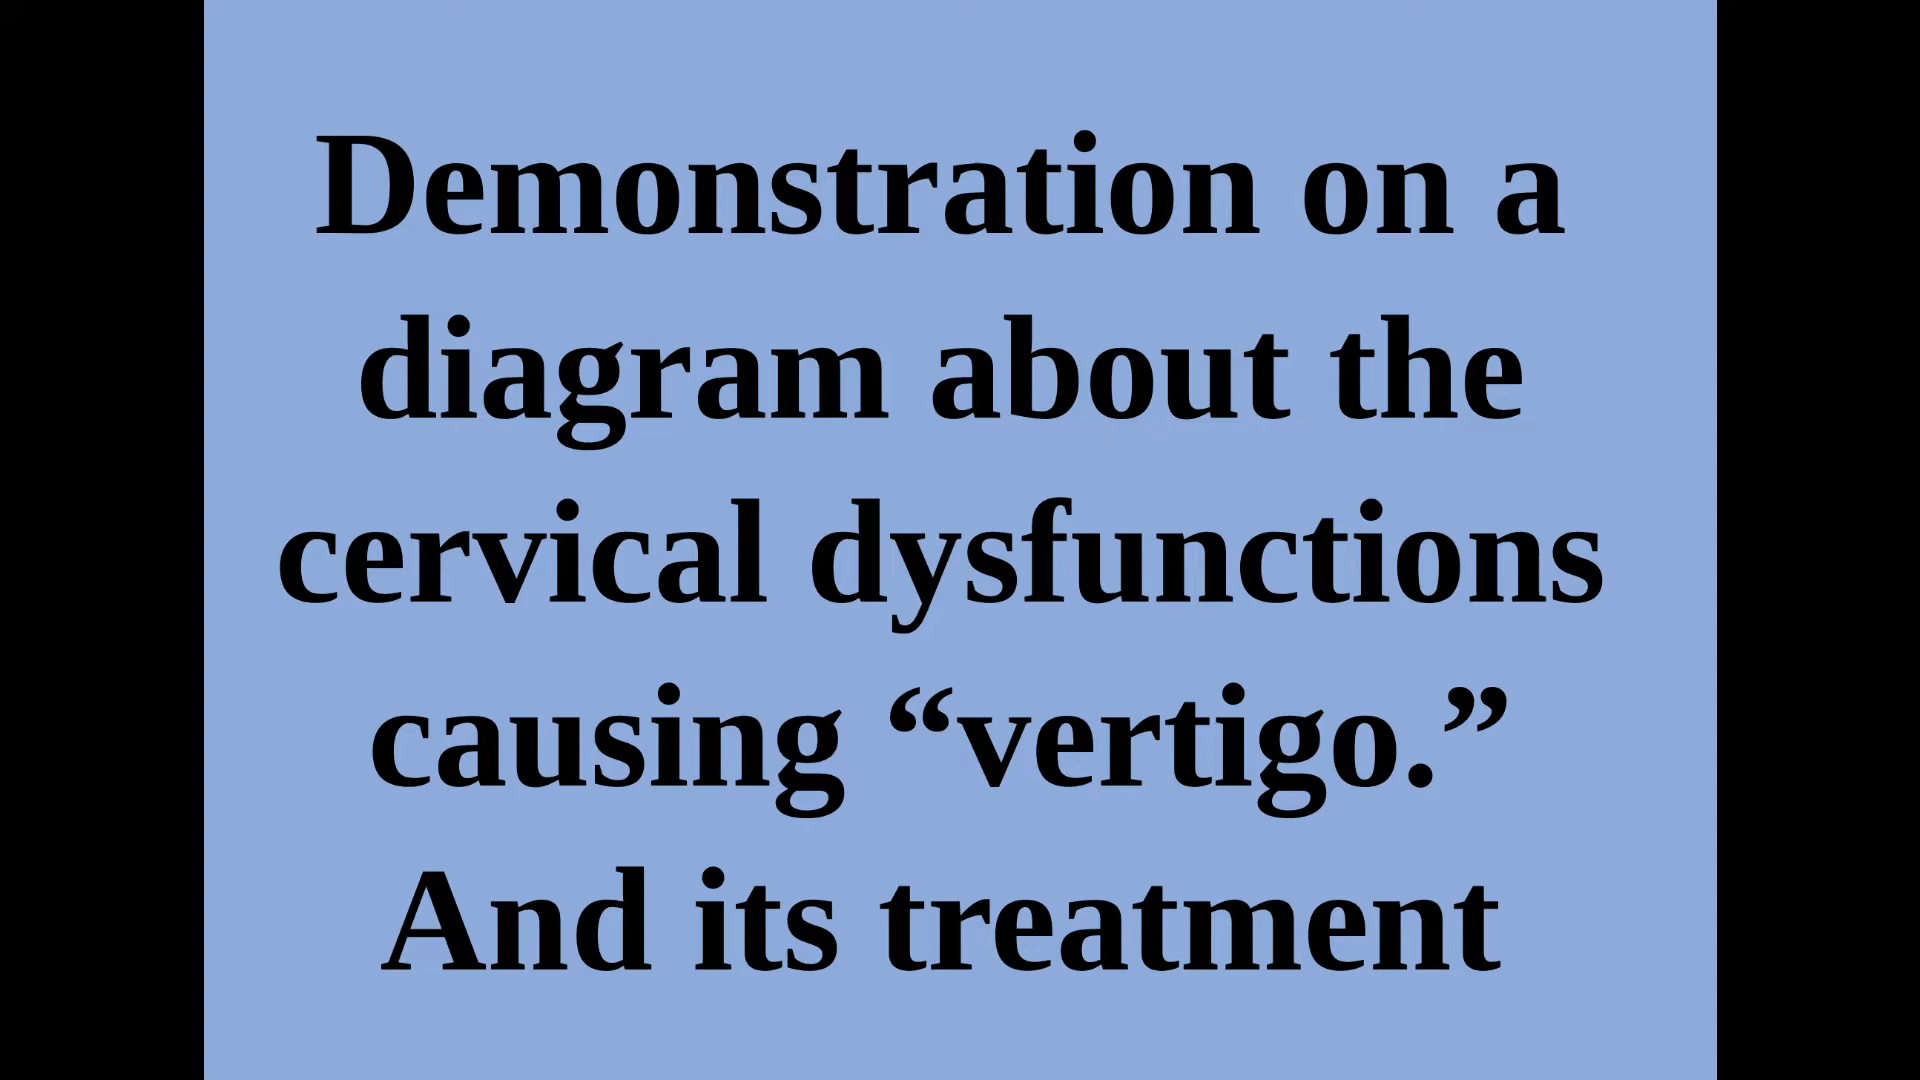 Demonstration on a
diagram about the
cervical dysfunctions
causing “vertigo.”
And its treatment